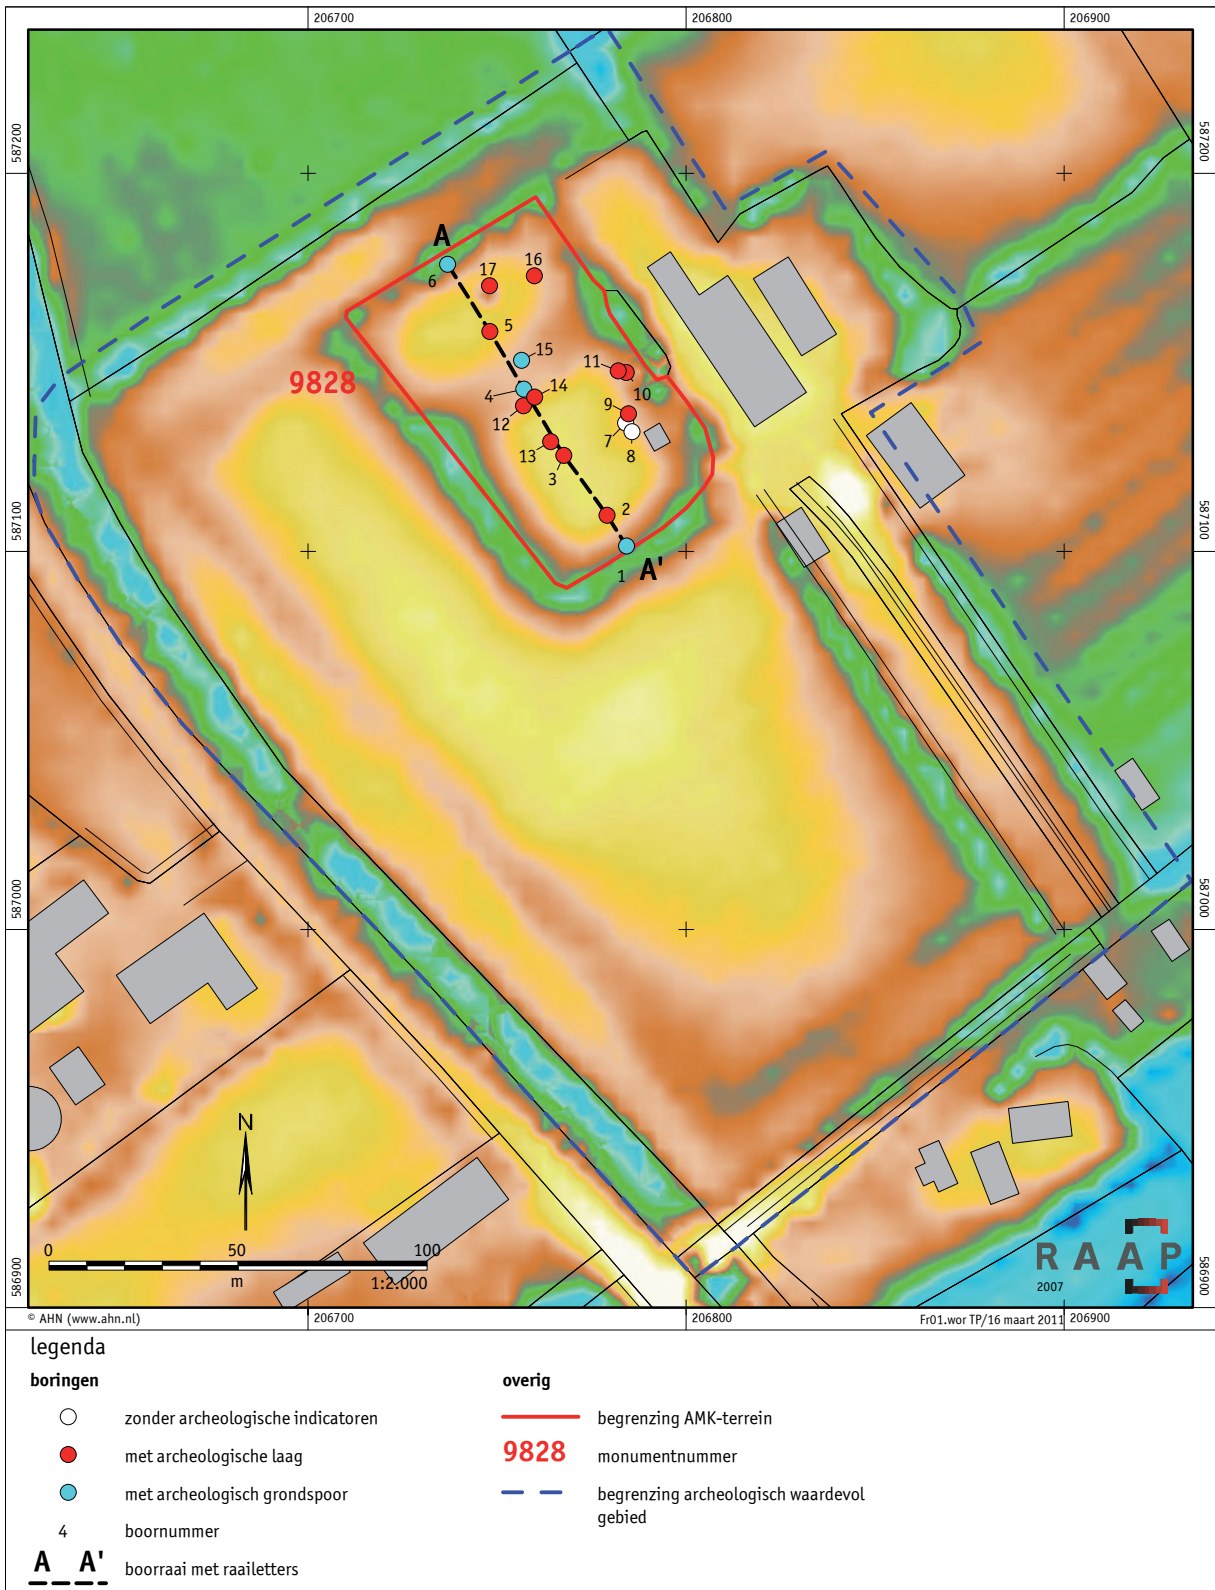 206700
206800
206900
587200
587200
A
6
17
16
5
15
11
10
9828
4
14
12
9
7
8
13
3
2
1
A'
587100
587100
587000
587000
N
0
50
100
m
1:2.000
RAAP
2007
586900
586900
© AHN (www.ahn.nl)
206700
206800
Fr01.wor TP/16 maart 2011
206900
legenda
boringen
zonder archeologische indicatoren
met archeologische laag
met archeologisch grondspoor
4 boornummer
A A' boorraai met raailetters
overig
begrenzing AMK-terrein
9828 monumentnummer
begrenzing archeologisch waardevol
gebied